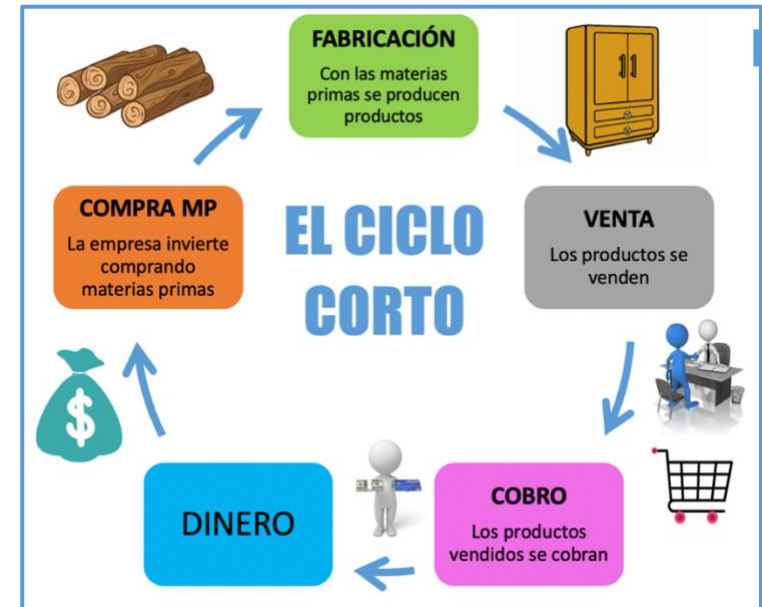 FABRICACIÓN
Con las materias
primas se producen
productos
COMPRA MP
La empresa invierte
comprando
materias primas
EL CICLO
CORTO
VENTA
Los productos se
venden
$
DINERO
COBRO
Los productos
vendidos se cobran